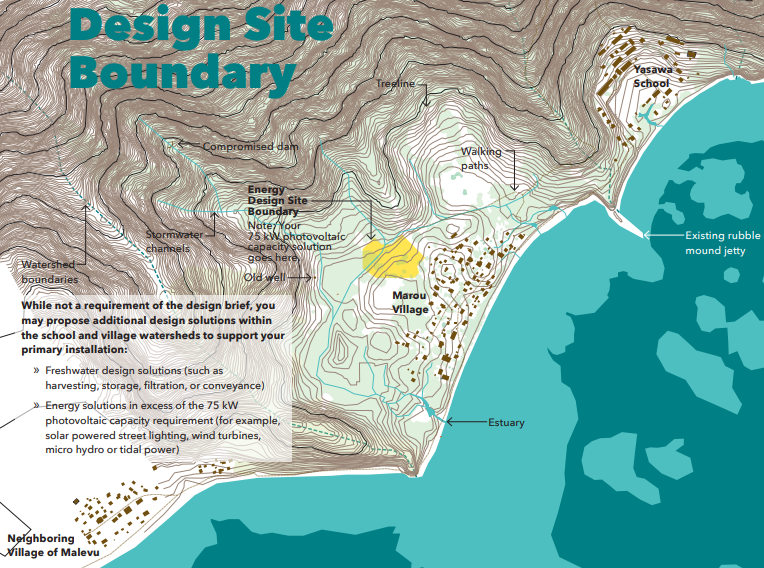 Design Site
Boundary
Treeline
Yasawa
School
Compromised dam
Walking
paths
Energy
Design Site
Boundary
Note: Your
75 kW photovoltaic
capacity solution
goes here.
Stormwater
channels
Existing rubble
mound jetty
Watershed
boundaries
Old well
Marou
Village
While not a requirement of the design brief, you
may propose additional design solutions within
the school and village watersheds to support your
primary installation:
» Freshwater design solutions (such as
harvesting, storage, filtration, or conveyance)
» Energy solutions in excess of the 75 kW
photovoltaic capacity requirement (for example,
solar powered street lighting, wind turbines,
micro hydro or tidal power)
Estuary
Neighboring
Village of Malevu